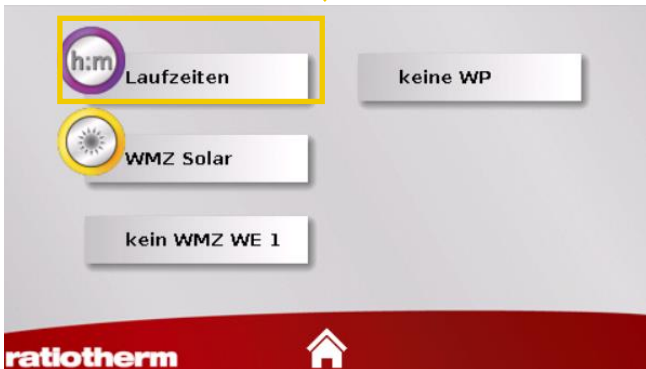 h:m
Laufzeiten
keine WP
WMZ Solar
kein WMZ WE 1
ratiotherm